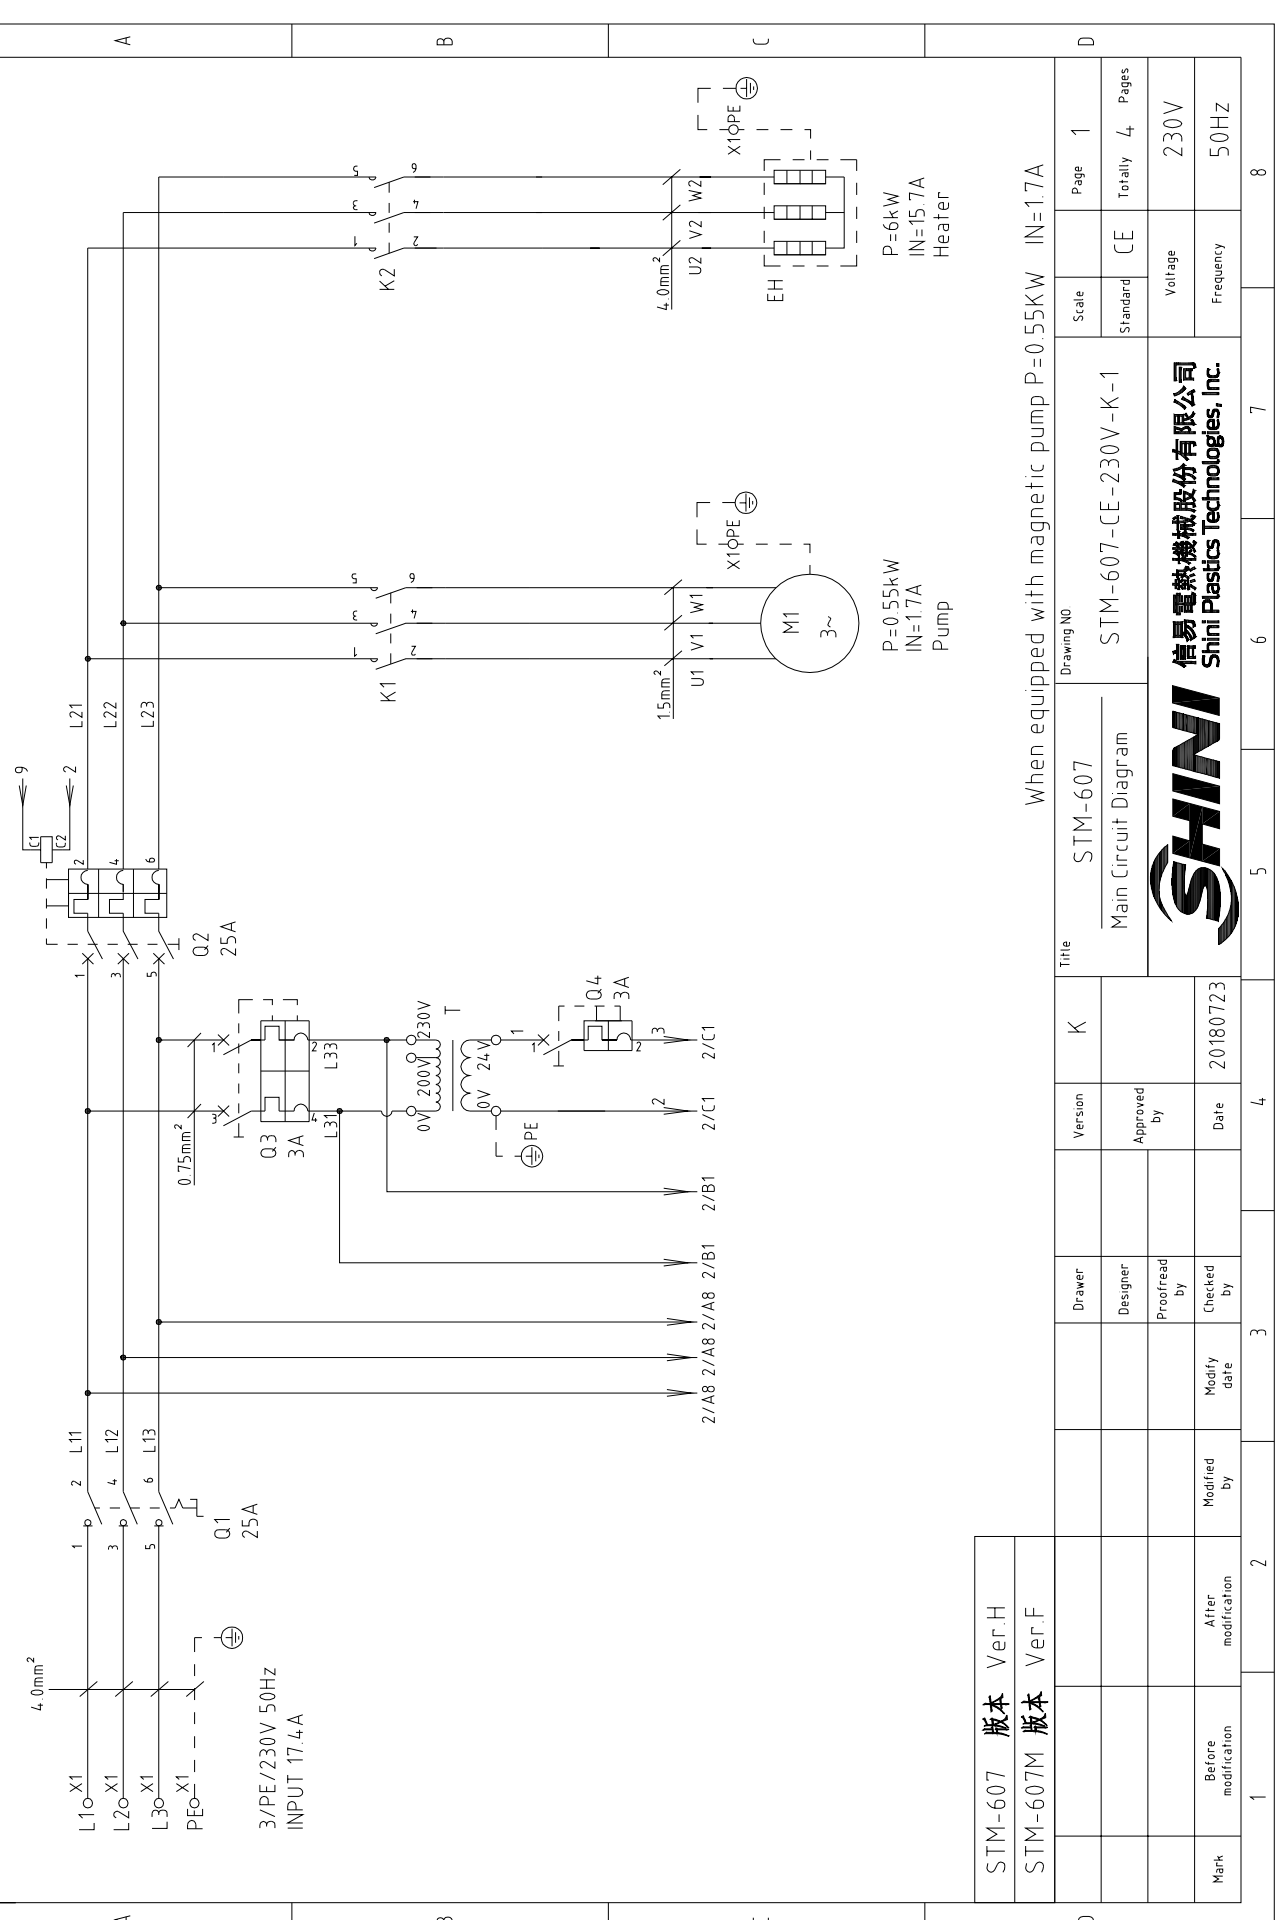 A
B
C
D
L1 X1
L2 X1
L3 X1
PE X1
4.0mm²
3/PE/230V 50Hz
INPUT 17.4A
1 2 L11
3 4 L12
5 6 L13
Q1
25A
2/A8 2/A8 2/A8 2/B1 2/B1 2/C1 2/C1
0.75mm²
3 1
Q3
3A
4 2
L31 L33
0V 200V 230V
T
0V 24V
PE
1
1
Q4
3A
2
2 3
1 2
3 4
5 6
Q2
25A
C1
C2
9
2
L21
L22
L23
K1
1 3 5
2 4 6
1.5mm²
U1 V1 W1
X1 PE
M1
3~
P=0.55kW
IN=1.7A
Pump
K2
1 3 5
2 4 6
4.0mm²
U2 V2 W2
X1 PE
EH
P=6kW
IN=15.7A
Heater
When equipped with magnetic pump P=0.55KW IN=1.7A
STM-607 版本 Ver.H
STM-607M 版本 Ver.F
Mark
Before
modification
After
modification
Modified
by
Modify
date
Drawer
Designer
Proofread
by
Checked
by
Version K
Approved
by
Date 20180723
Title
STM-607
Main Circuit Diagram
Drawing NO
STM-607-CE-230V-K-1
SHINI
信易電熱機械股份有限公司
Shini Plastics Technologies, Inc.
Scale
Page 1
Standard CE
Totally 4 Pages
Voltage 230V
Frequency 50Hz
1 2 3 4 5 6 7 8
A
B
D